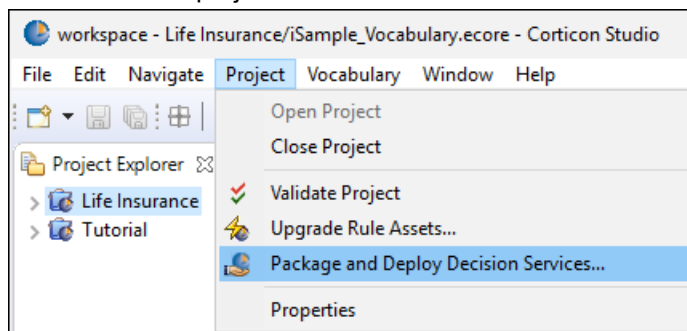 workspace - Life Insurance/iSample_Vocabulary.ecore - Corticon Studio
File Edit Navigate Project Vocabulary Window Help
Open Project
Close Project
Project Explorer
Validate Project
Life Insurance
Upgrade Rule Assets...
Tutorial
Package and Deploy Decision Services...
Properties